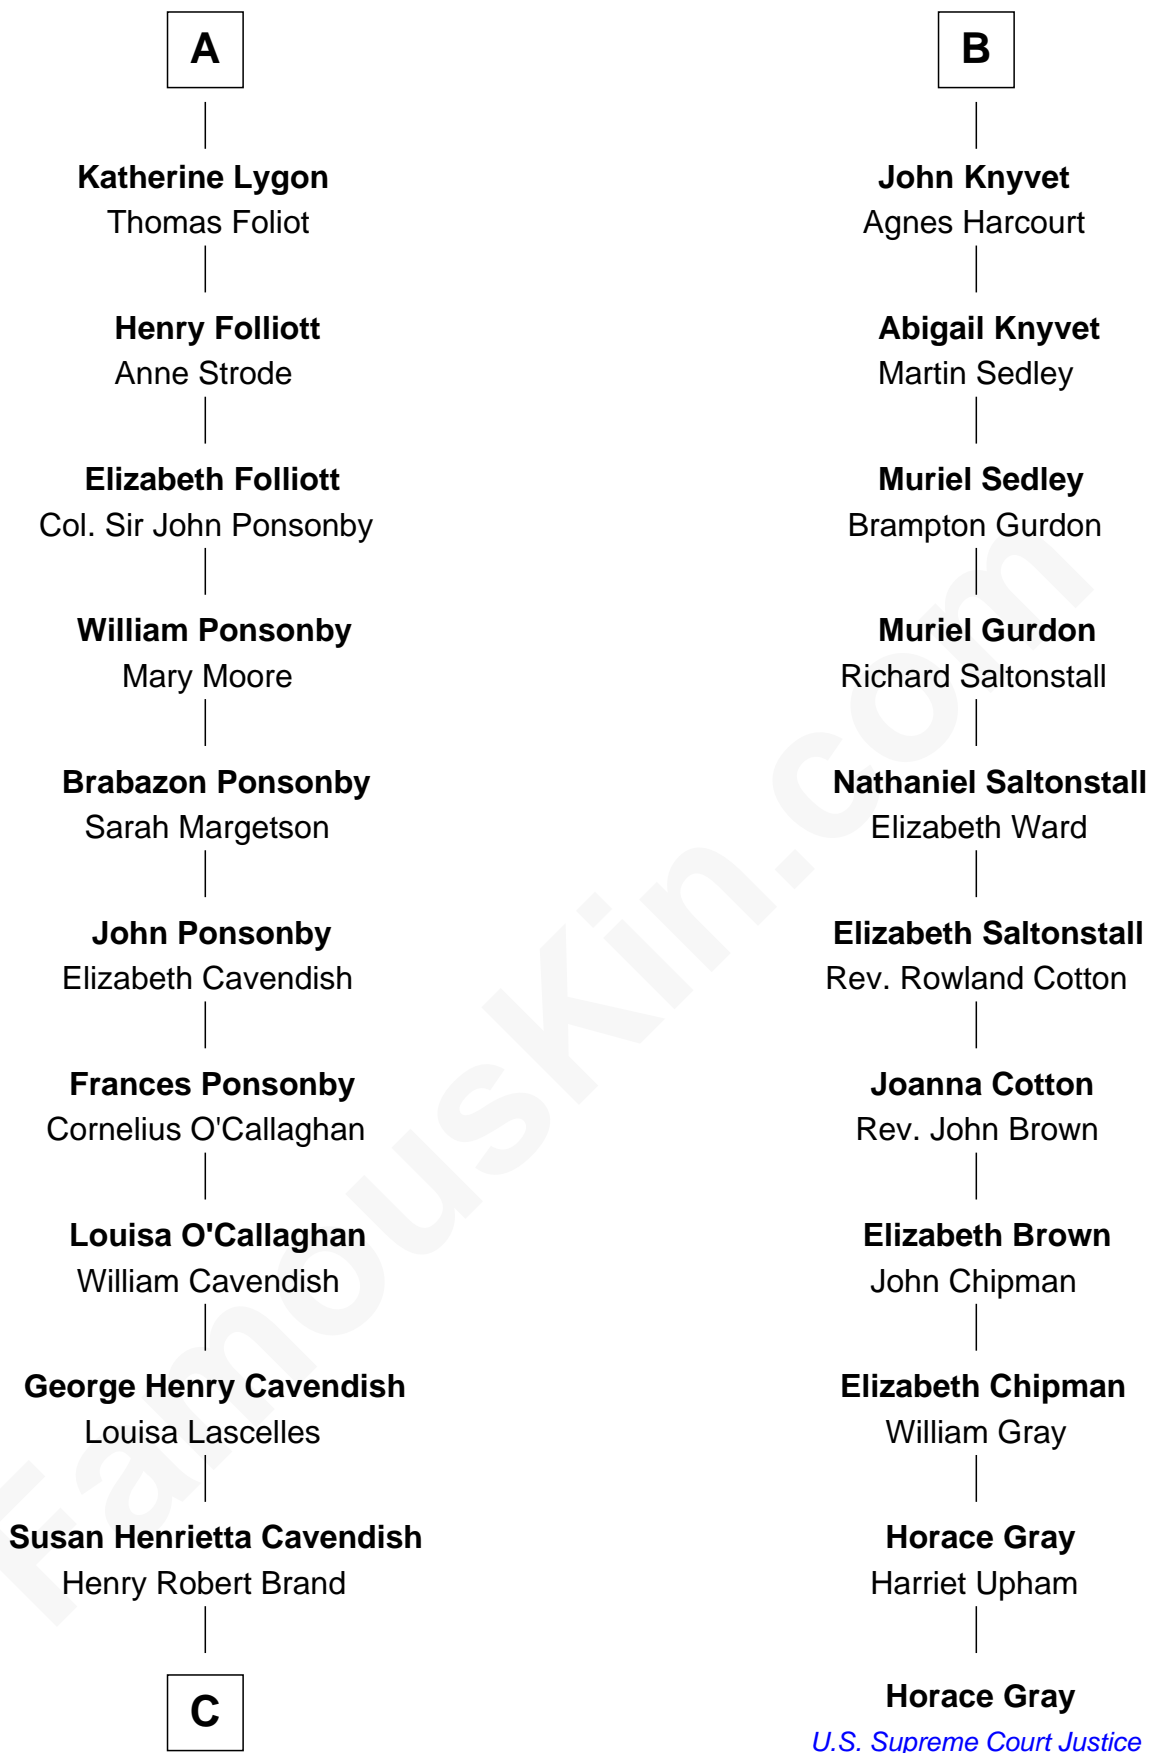 A
Katherine Lygon
Thomas Foliot
Henry Folliott
Anne Strode
Elizabeth Folliott
Col. Sir John Ponsonby
William Ponsonby
Mary Moore
Brabazon Ponsonby
Sarah Margetson
John Ponsonby
Elizabeth Cavendish
Frances Ponsonby
Cornelius O'Callaghan
Louisa O'Callaghan
William Cavendish
George Henry Cavendish
Louisa Lascelles
Susan Henrietta Cavendish
Henry Robert Brand
C
B
John Knyvet
Agnes Harcourt
Abigail Knyvet
Martin Sedley
Muriel Sedley
Brampton Gurdon
Muriel Gurdon
Richard Saltonstall
Nathaniel Saltonstall
Elizabeth Ward
Elizabeth Saltonstall
Rev. Rowland Cotton
Joanna Cotton
Rev. John Brown
Elizabeth Brown
John Chipman
Elizabeth Chipman
William Gray
Horace Gray
Harriet Upham
Horace Gray
U.S. Supreme Court Justice
FamousKin.com